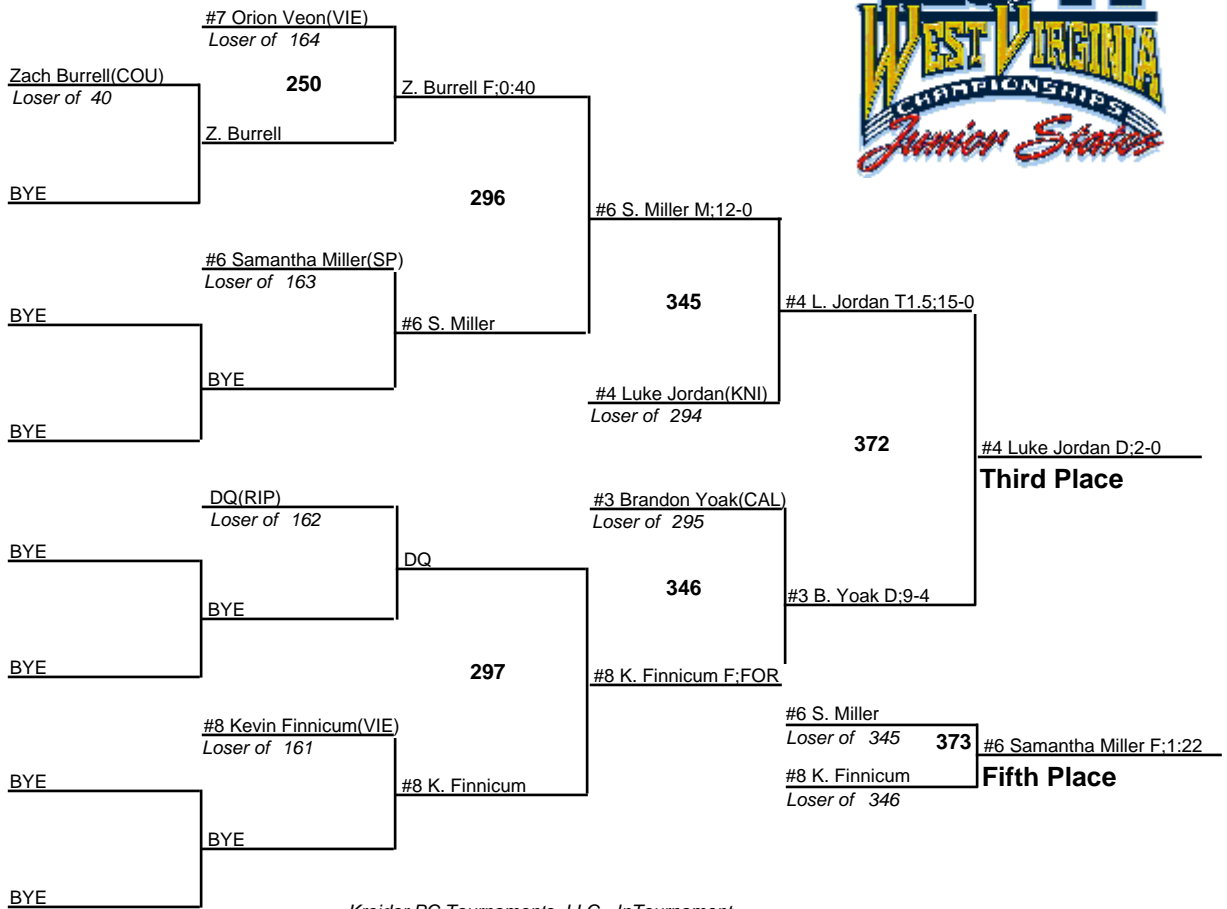 WEST VIRGINIA
CHAMPIONSHIPS
Junior States
#7 Orion Veon(VIE)
Loser of 164
Zach Burrell(COU)
Loser of 40
250
Z. Burrell F;0:40
Z. Burrell
BYE
296
#6 S. Miller M;12-0
#6 Samantha Miller(SP)
Loser of 163
345
#4 L. Jordan T1.5;15-0
BYE
#6 S. Miller
BYE
#4 Luke Jordan(KNI)
Loser of 294
BYE
372
#4 Luke Jordan D;2-0
Third Place
DQ(RIP)
Loser of 162
#3 Brandon Yoak(CAL)
Loser of 295
BYE
DQ
346
#3 B. Yoak D;9-4
BYE
BYE
297
#8 K. Finnicum F;FOR
#8 Kevin Finnicum(VIE)
Loser of 161
#6 S. Miller
Loser of 345
373
#6 Samantha Miller F;1:22
Fifth Place
#8 K. Finnicum
Loser of 346
BYE
#8 K. Finnicum
BYE
BYE